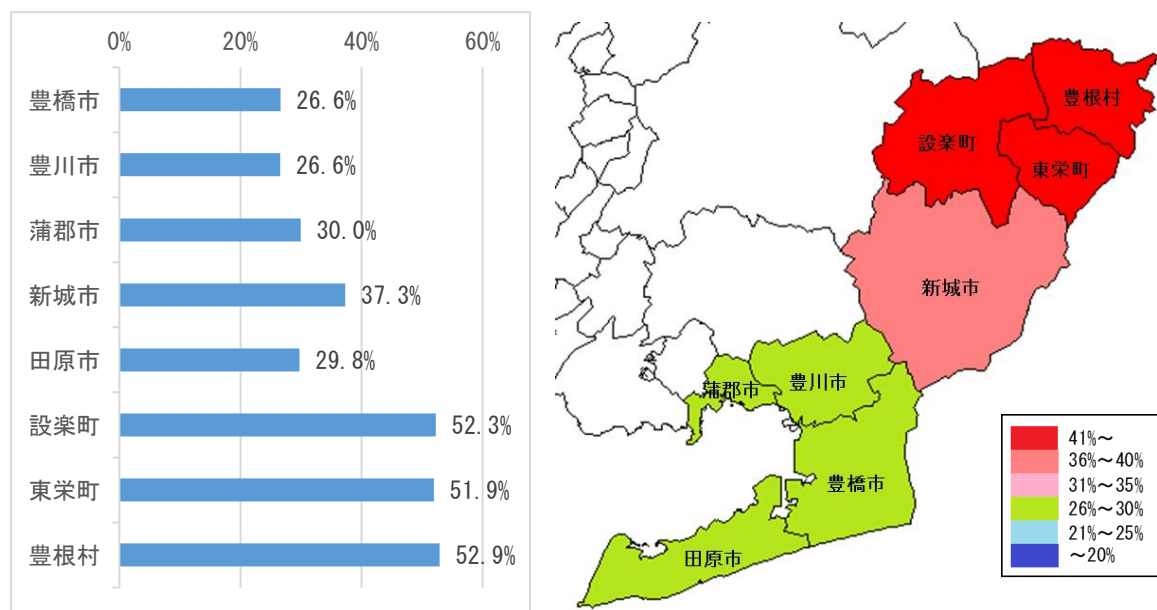 0% 20% 40% 60%
豊橋市 26.6%
豊川市 26.6%
蒲郡市 30.0%
新城市 37.3%
田原市 29.8%
設楽町 52.3%
東栄町 51.9%
豊根村 52.9%
豊根村
設楽町
東栄町
新城市
豊川市
蒲郡市
豊橋市
田原市
41%～
36%～40%
31%～35%
26%～30%
21%～25%
～20%